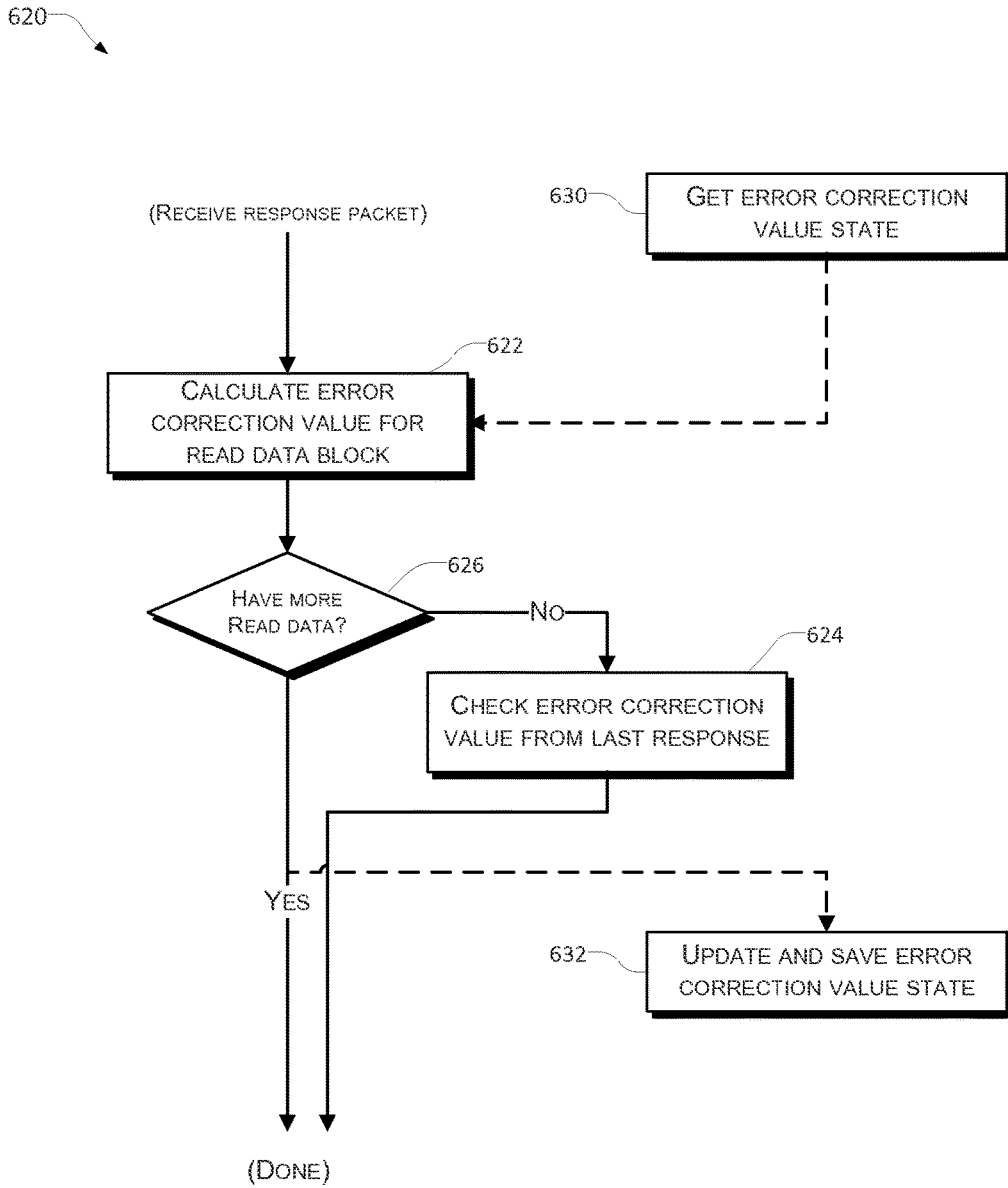 620
630
GET ERROR CORRECTION
VALUE STATE
(RECEIVE RESPONSE PACKET)
622
CALCULATE ERROR
CORRECTION VALUE FOR
READ DATA BLOCK
626
HAVE MORE
READ DATA?
NO
624
CHECK ERROR CORRECTION
VALUE FROM LAST RESPONSE
YES
632
UPDATE AND SAVE ERROR
CORRECTION VALUE STATE
(DONE)